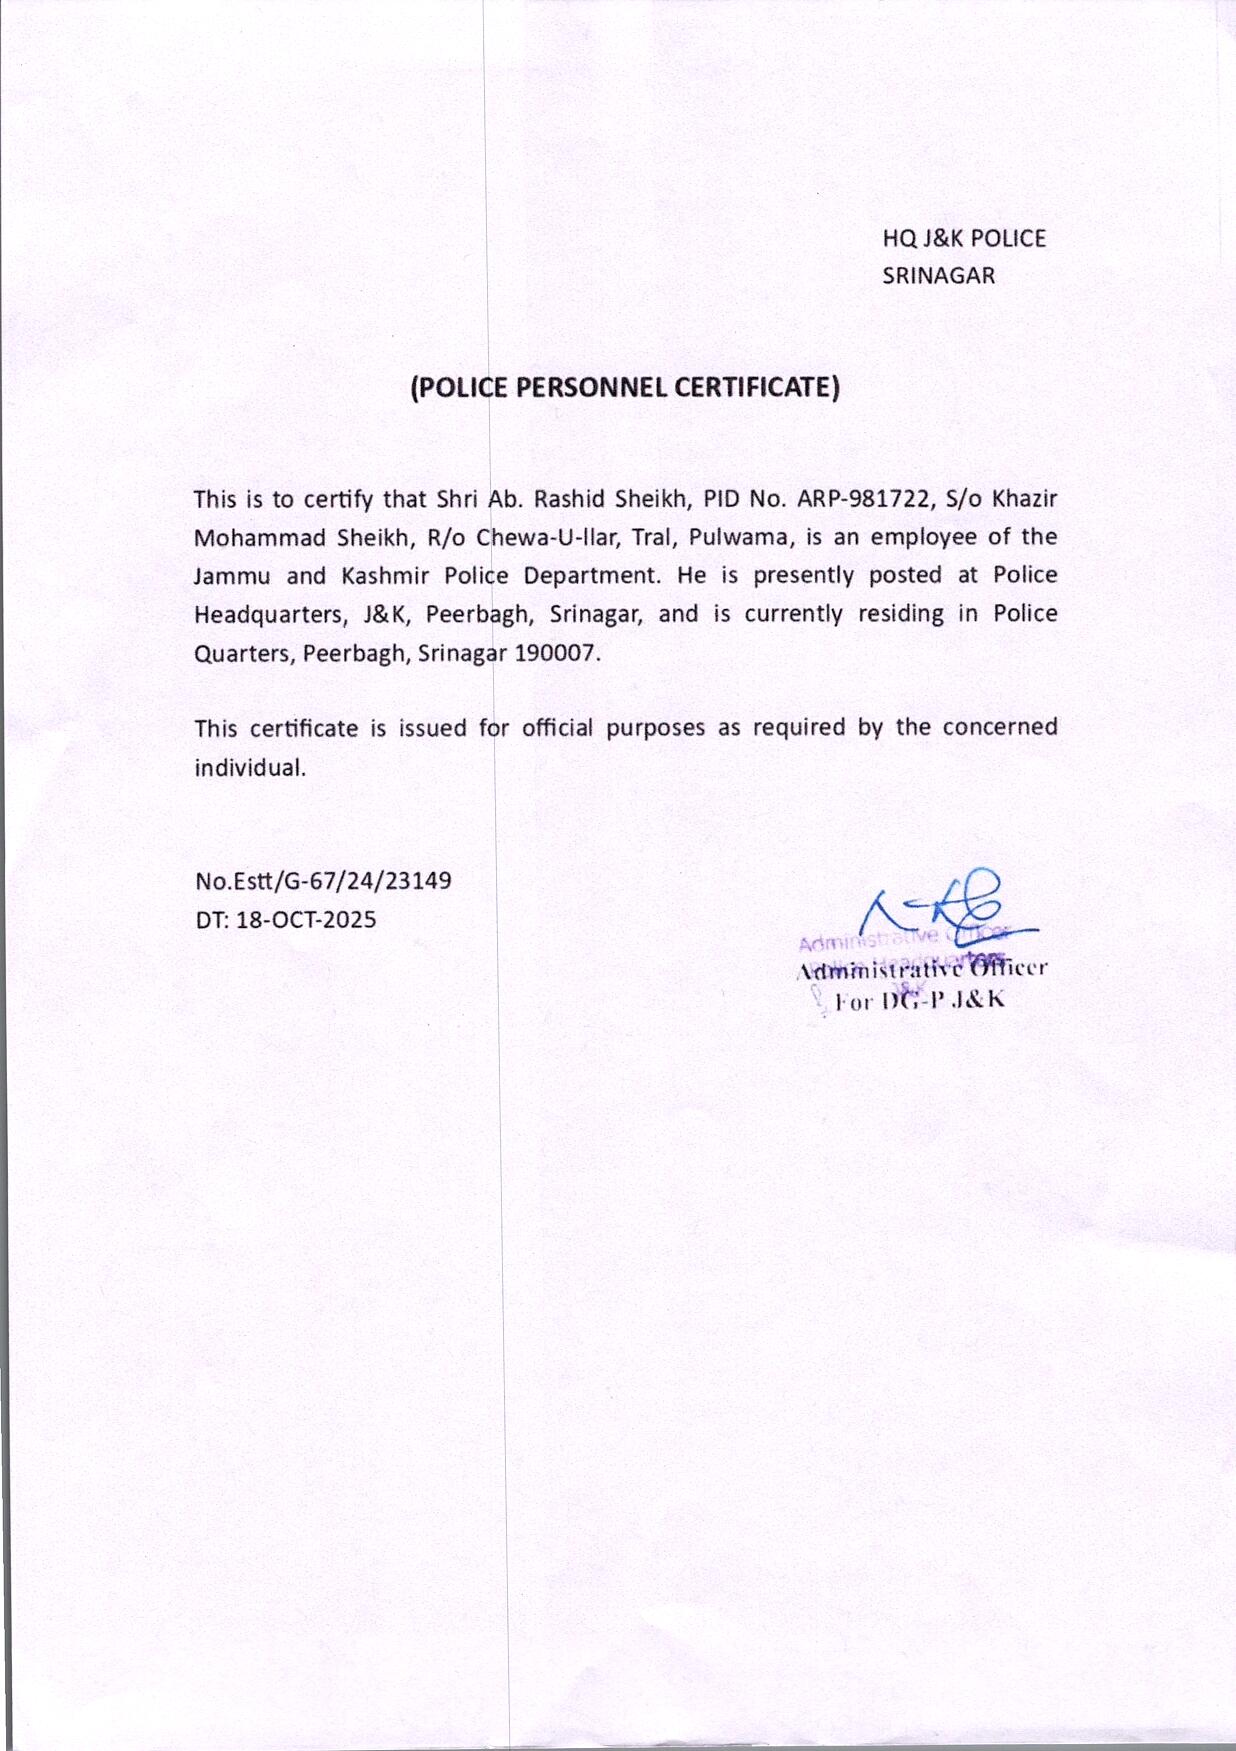 HQ J&K POLICE
SRINAGAR
(POLICE PERSONNEL CERTIFICATE)
This is to certify that Shri Ab. Rashid Sheikh, PID No. ARP-981722, S/o Khazir
Mohammad Sheikh, R/o Chewa-U-llar, Tral, Pulwama, is an employee of the
Jammu and Kashmir Police Department. He is presently posted at Police
Headquarters, J&K, Peerbagh, Srinagar, and is currently residing in Police
Quarters, Peerbagh, Srinagar 190007.
This certificate is issued for official purposes as required by the concerned
individual.
No.Estt/G-67/24/23149
DT: 18-OCT-2025
Administrative Officer
Headquarters
J&K
Administrative Officer
For DG-P J&K